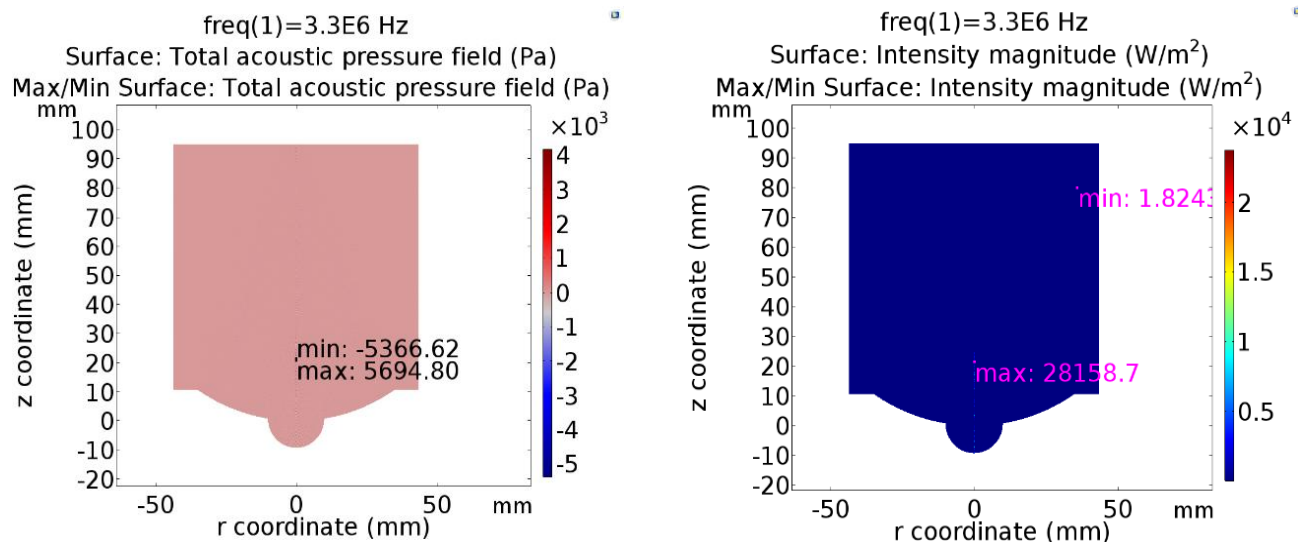 freq(1)=3.3E6 Hz
Surface: Total acoustic pressure field (Pa)
Max/Min Surface: Total acoustic pressure field (Pa)
mm
×10³
100
90
80
70
60
50
40
30
20
10
0
-10
-20
z coordinate (mm)
min: -5366.62
max: 5694.80
4
3
2
1
0
-1
-2
-3
-4
-5
-50
0
50
mm
r coordinate (mm)
freq(1)=3.3E6 Hz
Surface: Intensity magnitude (W/m²)
Max/Min Surface: Intensity magnitude (W/m²)
mm
×10⁴
100
90
80
70
60
50
40
30
20
10
0
-10
-20
z coordinate (mm)
min: 1.8243
max: 28158.7
2
1.5
1
0.5
-50
0
50
mm
r coordinate (mm)